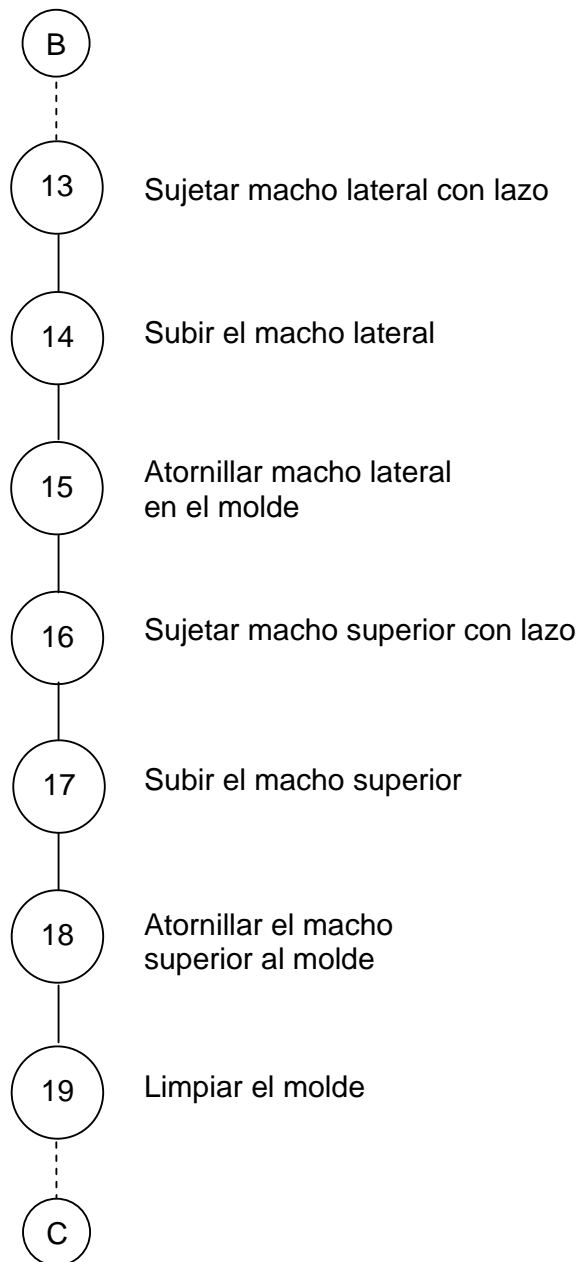 B
13
Sujetar macho lateral con lazo
14
Subir el macho lateral
15
Atornillar macho lateral
en el molde
16
Sujetar macho superior con lazo
17
Subir el macho superior
18
Atornillar el macho
superior al molde
19
Limpiar el molde
C